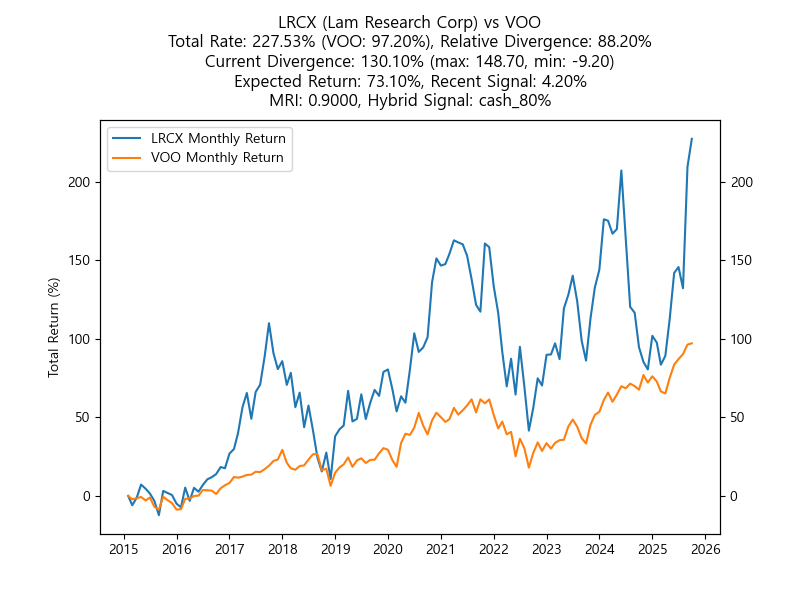 LRCX (Lam Research Corp) vs VOO
Total Rate: 227.53% (VOO: 97.20%), Relative Divergence: 88.20%
Current Divergence: 130.10% (max: 148.70, min: -9.20)
Expected Return: 73.10%, Recent Signal: 4.20%
MRI: 0.9000, Hybrid Signal: cash_80%
LRCX Monthly Return
VOO Monthly Return
Total Return (%)
200
150
100
50
0
200
150
100
50
0
2015 2016 2017 2018 2019 2020 2021 2022 2023 2024 2025 2026